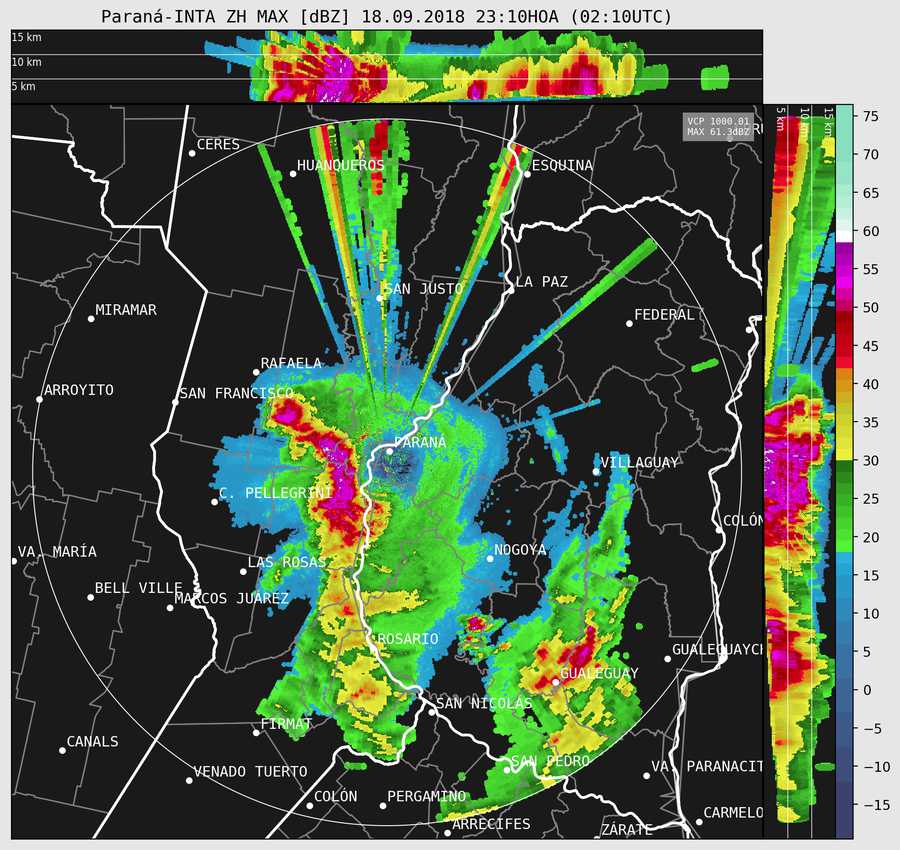 Paraná-INTA ZH MAX [dBZ] 18.09.2018 23:10HOA (02:10UTC)
15 km
10 km
5 km
5 km
10 km
15 km
VCP 1000.01
MAX 61.3dBZ
CERES
HUANQUEROS
ESQUINA
SAN JUSTO
LA PAZ
MIRAMAR
FEDERAL
RAFAELA
ARROYITO
SAN FRANCISCO
PARANÁ
VILLAGUAY
C. PELLEGRINI
COLÓN
VA. MARÍA
NOGOYA
LAS ROSAS
BELL VILLE
MARCOS JUÁREZ
ROSARIO
GUALEGUAYCH
GUALEGUAY
SAN NICOLÁS
FIRMAT
CANALS
SAN PEDRO
VENADO TUERTO
VA. PARANACIT
COLÓN
PERGAMINO
CARMELO
ARRECIFES
ZÁRATE
75
70
65
60
55
50
45
40
35
30
25
20
15
10
5
0
−5
−10
−15